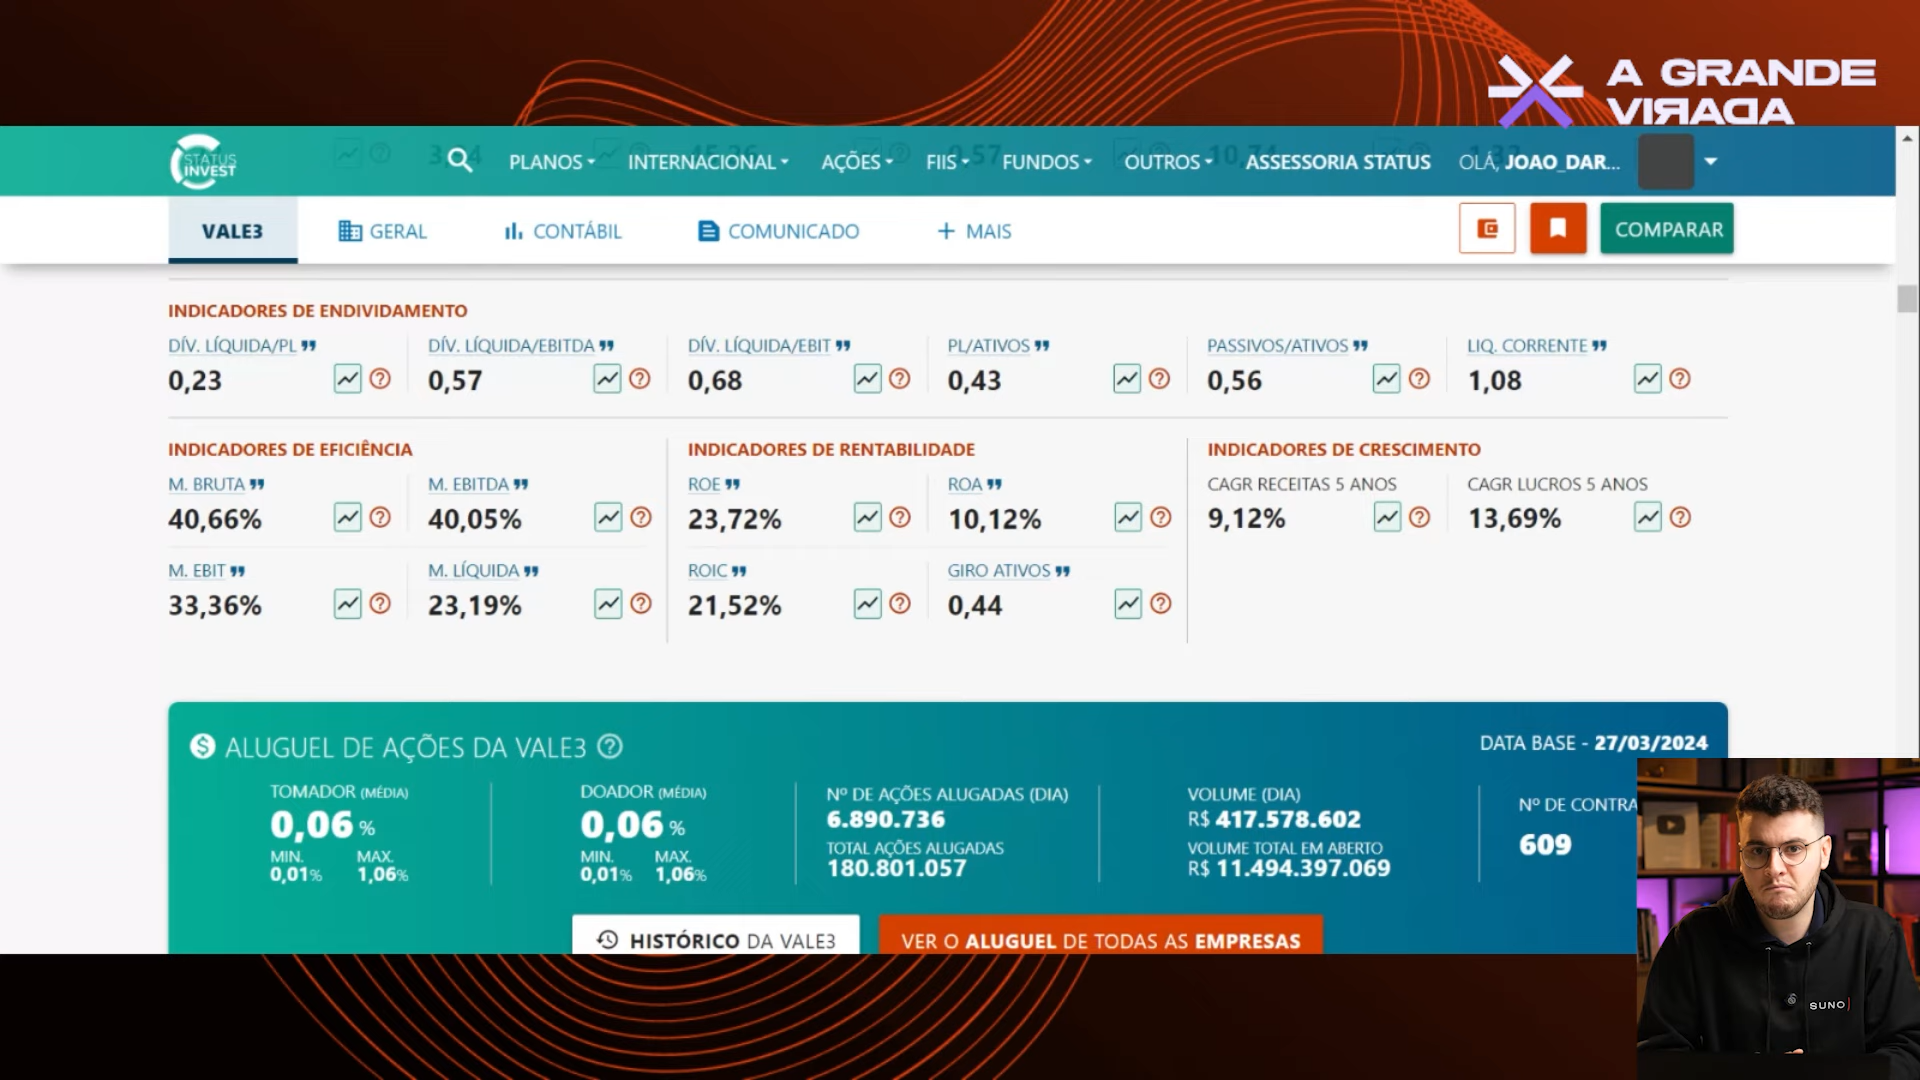 A GRANDE
VIRADA
STATUS
INVEST
PLANOS
INTERNACIONAL
AÇÕES
FIIS
FUNDOS
OUTROS
ASSESSORIA STATUS
OLÁ, JOAO_DAR...
VALE3
GERAL
CONTÁBIL
COMUNICADO
+ MAIS
COMPARAR
INDICADORES DE ENDIVIDAMENTO
DÍV. LÍQUIDA/PL
DÍV. LÍQUIDA/EBITDA
DÍV. LÍQUIDA/EBIT
PL/ATIVOS
PASSIVOS/ATIVOS
LIQ. CORRENTE
0,23
0,57
0,68
0,43
0,56
1,08
INDICADORES DE EFICIÊNCIA
INDICADORES DE RENTABILIDADE
INDICADORES DE CRESCIMENTO
M. BRUTA
M. EBITDA
ROE
ROA
CAGR RECEITAS 5 ANOS
CAGR LUCROS 5 ANOS
40,66%
40,05%
23,72%
10,12%
9,12%
13,69%
M. EBIT
M. LÍQUIDA
ROIC
GIRO ATIVOS
33,36%
23,19%
21,52%
0,44
ALUGUEL DE AÇÕES DA VALE3
DATA BASE - 27/03/2024
TOMADOR (MÉDIA)
0,06 %
MIN.
0,01%
MAX.
1,06%
DOADOR (MÉDIA)
0,06 %
MIN.
0,01%
MAX.
1,06%
Nº DE AÇÕES ALUGADAS (DIA)
6.890.736
TOTAL AÇÕES ALUGADAS
180.801.057
VOLUME (DIA)
R$ 417.578.602
VOLUME TOTAL EM ABERTO
R$ 11.494.397.069
Nº DE CONTRA
609
HISTÓRICO DA VALE3
VER O ALUGUEL DE TODAS AS EMPRESAS
SUNO